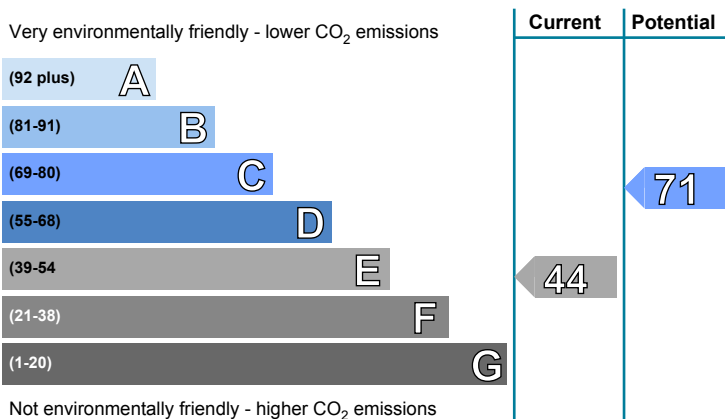 Very environmentally friendly - lower CO2 emissions
Current
Potential
(92 plus) A
(81-91) B
(69-80) C
71
(55-68) D
(39-54 E
44
(21-38) F
(1-20) G
Not environmentally friendly - higher CO2 emissions